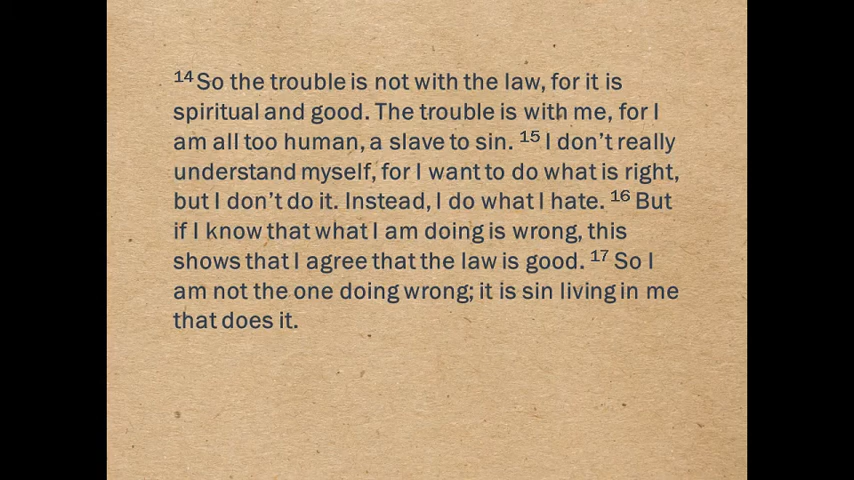 14 So the trouble is not with the law, for it is
spiritual and good. The trouble is with me, for I
am all too human, a slave to sin. 15 I don't really
understand myself, for I want to do what is right,
but I don't do it. Instead, I do what I hate. 16 But
if I know that what I am doing is wrong, this
shows that I agree that the law is good. 17 So I
am not the one doing wrong; it is sin living in me
that does it.